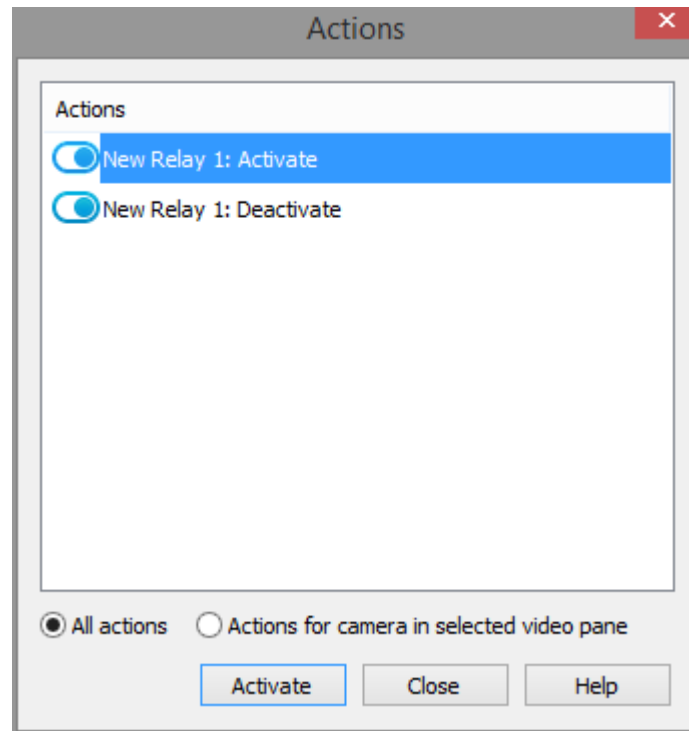 Actions
Actions
New Relay 1: Activate
New Relay 1: Deactivate
All actions Actions for camera in selected video pane
Activate Close Help